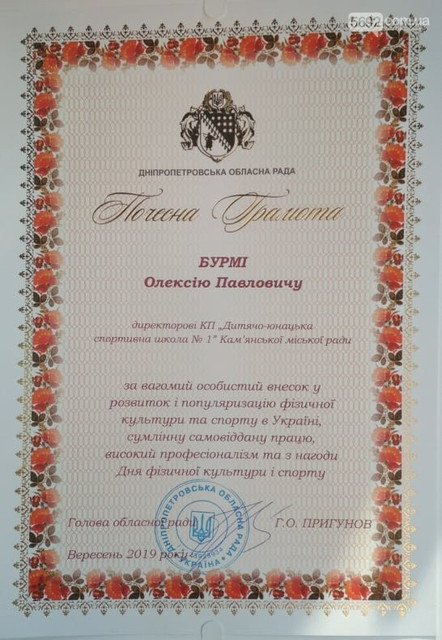 5692.com.ua
ДНІПРОПЕТРОВСЬКА ОБЛАСНА РАДА
Почесна Грамота
БУРМІ
Олексію Павловичу
директорові КП „Дитячо-юнацька
спортивна школа № 1" Кам'янської міської ради
за вагомий особистий внесок у
розвиток і популяризацію фізичної
культури та спорту в Україні,
сумлінну самовіддану працю,
високий професіоналізм та з нагоди
Дня фізичної культури і спорту
Голова обласної ради
Г.О. ПРИГУНОВ
Вересень 2019 року
ДНІПРОПЕТРОВСЬКА ОБЛАСНА РАДА
УКРАЇНА